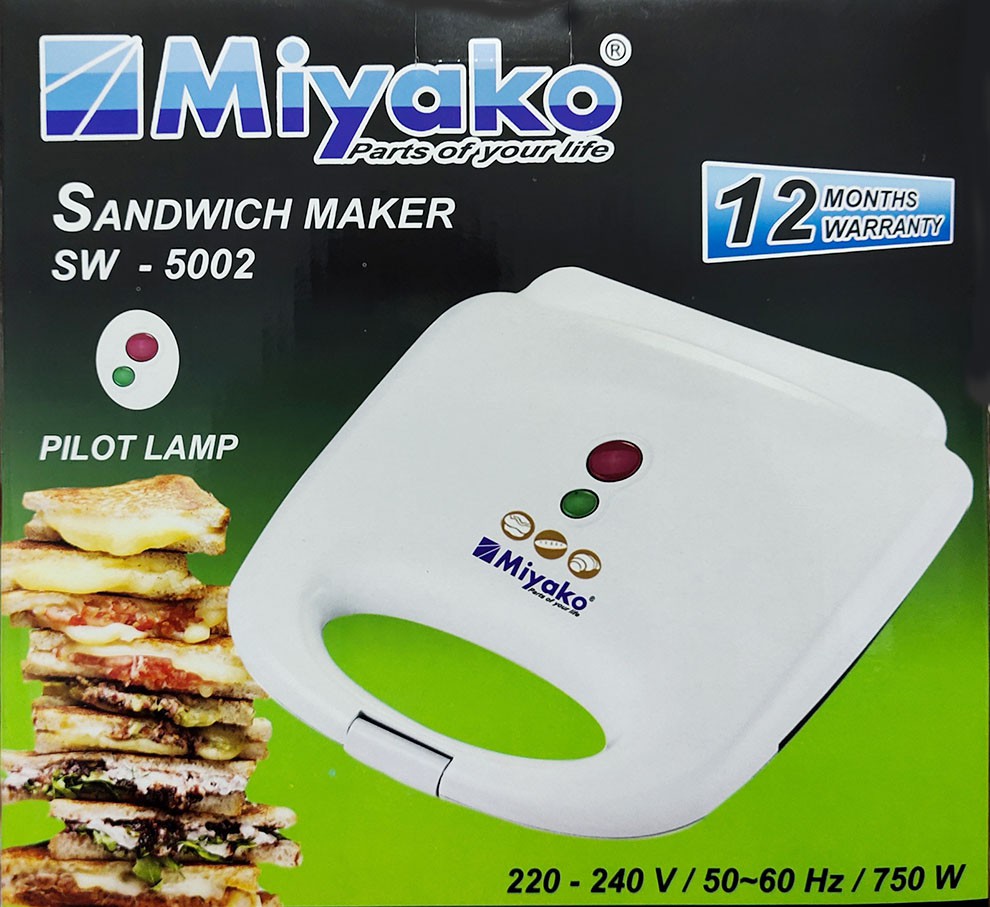 Miyako®
Parts of your life
12 MONTHS
WARRANTY
SANDWICH MAKER
SW - 5002
PILOT LAMP
Miyako®
Parts of your life
220 - 240 V / 50~60 Hz / 750 W